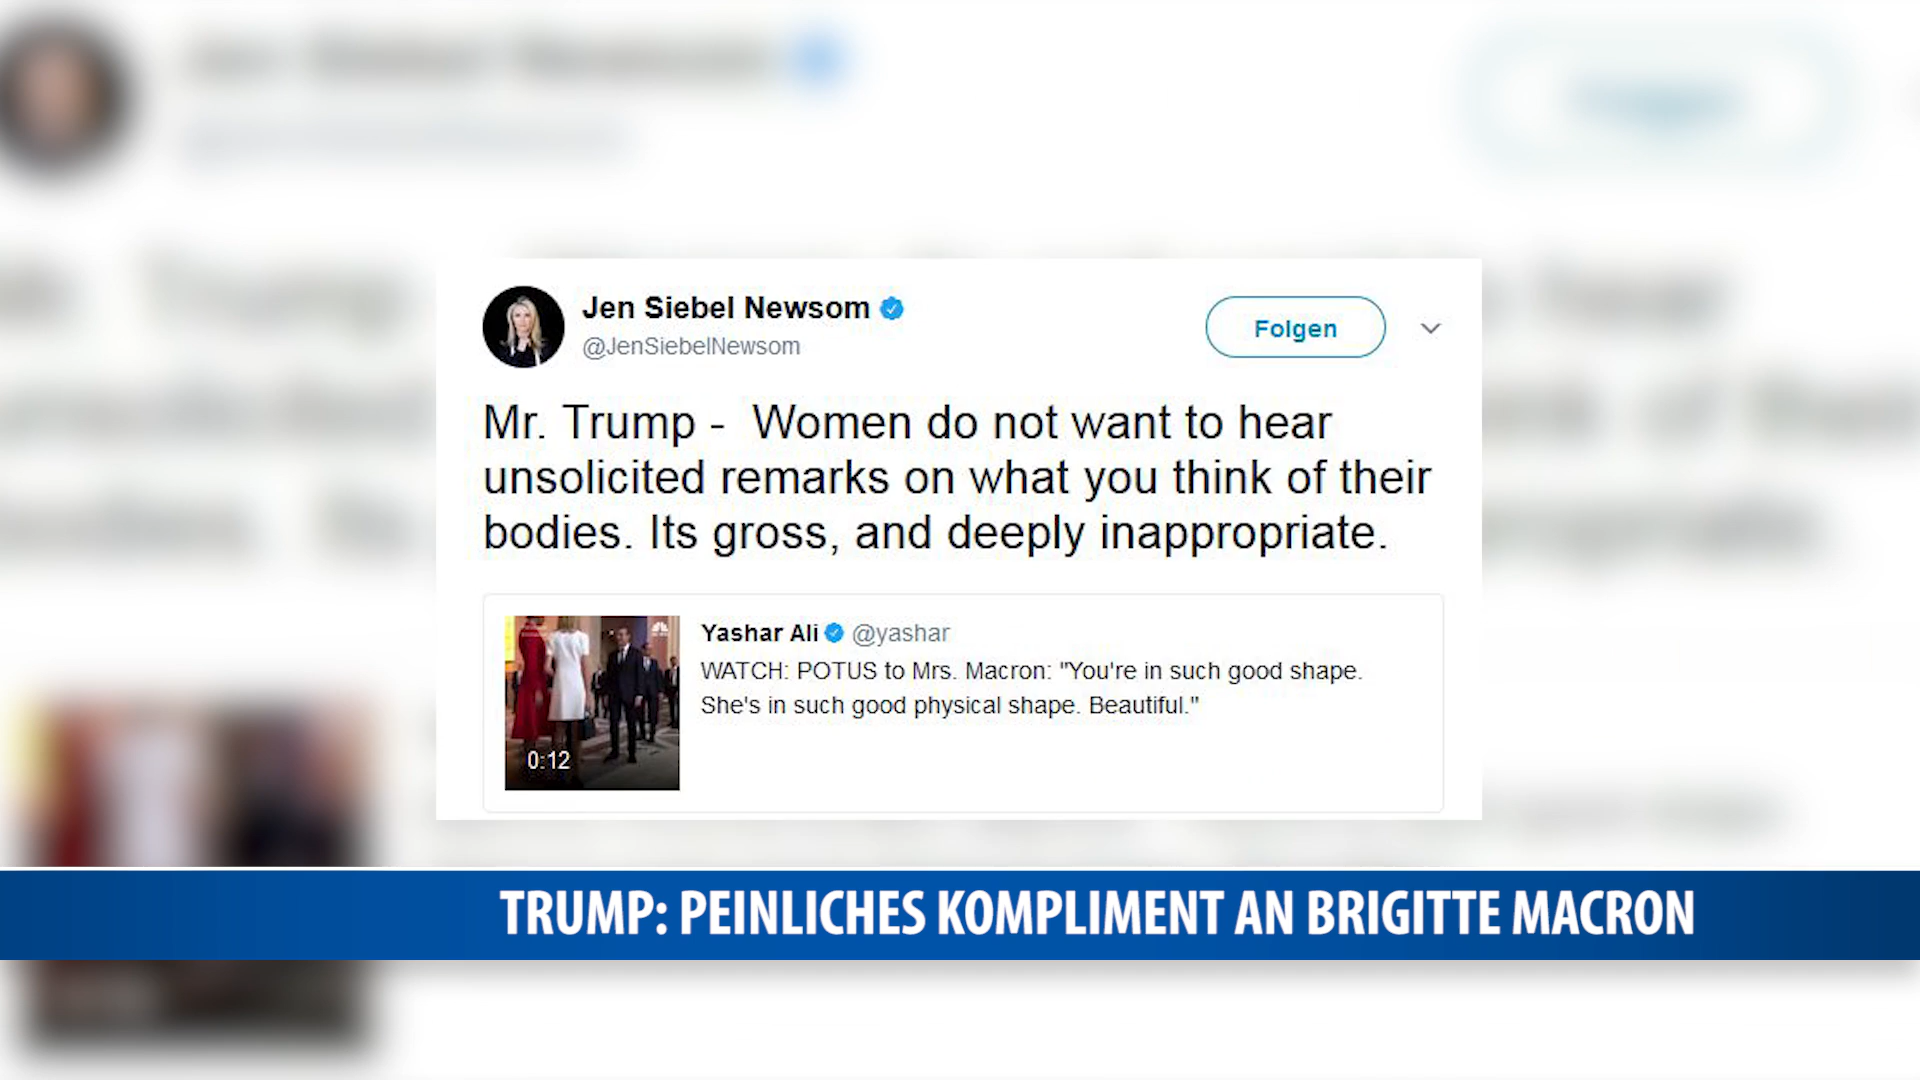 Jen Siebel Newsom
@JenSiebelNewsom
Folgen
Mr. Trump -  Women do not want to hear
unsolicited remarks on what you think of their
bodies. Its gross, and deeply inappropriate.
Yashar Ali @yashar
WATCH: POTUS to Mrs. Macron: "You're in such good shape.
She's in such good physical shape. Beautiful."
0:12
TRUMP: PEINLICHES KOMPLIMENT AN BRIGITTE MACRON